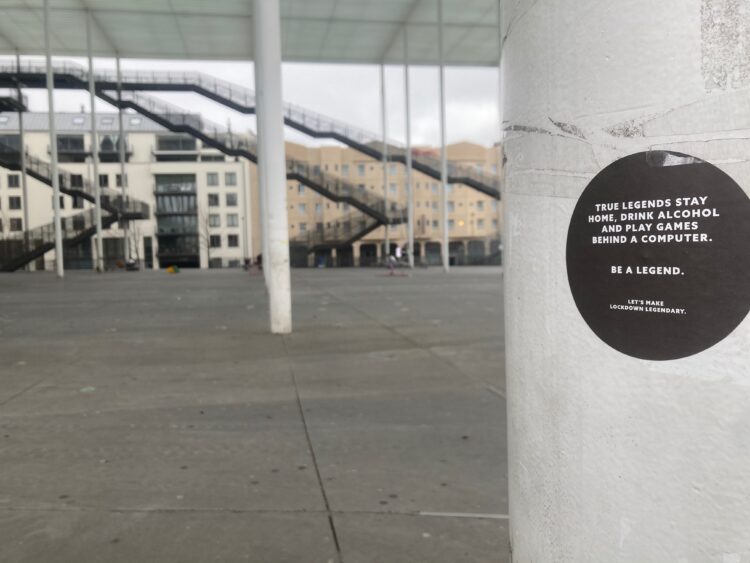 TRUE LEGENDS STAY
HOME, DRINK ALCOHOL
AND PLAY GAMES
BEHIND A COMPUTER.
BE A LEGEND.
LET'S MAKE
LOCKDOWN LEGENDARY.